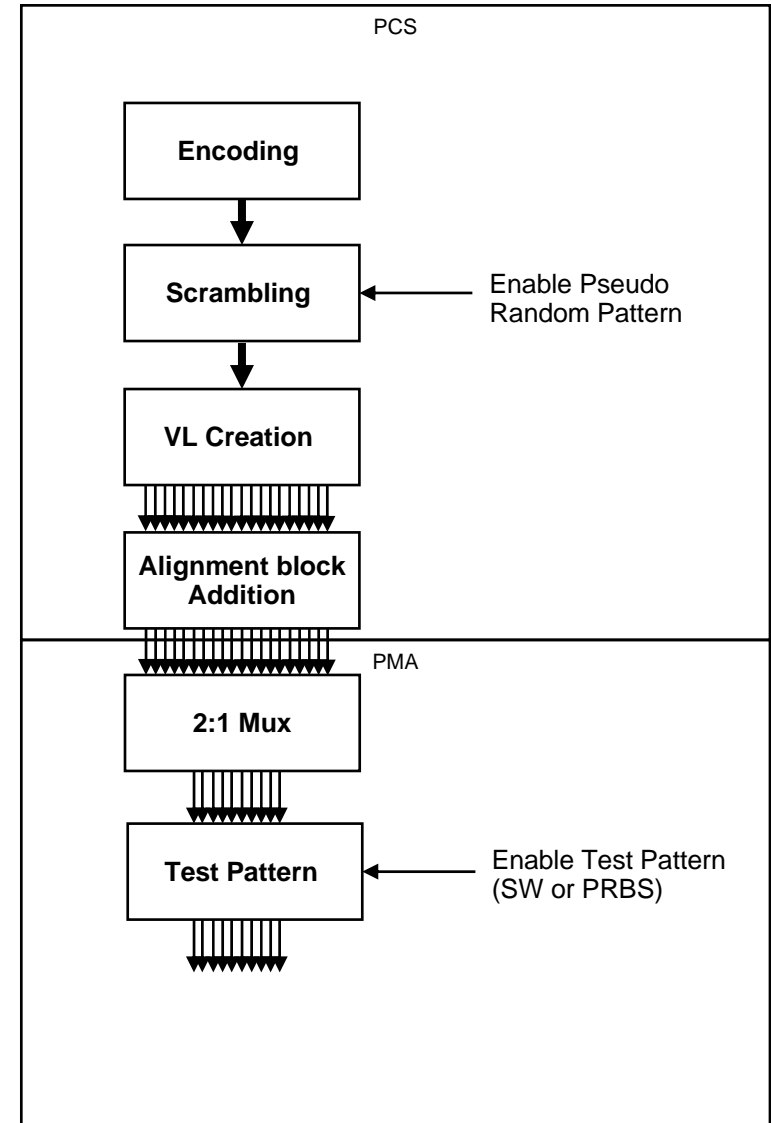 PCS
Encoding
Scrambling
Enable Pseudo
Random Pattern
VL Creation
Alignment block
Addition
PMA
2:1 Mux
Test Pattern
Enable Test Pattern
(SW or PRBS)